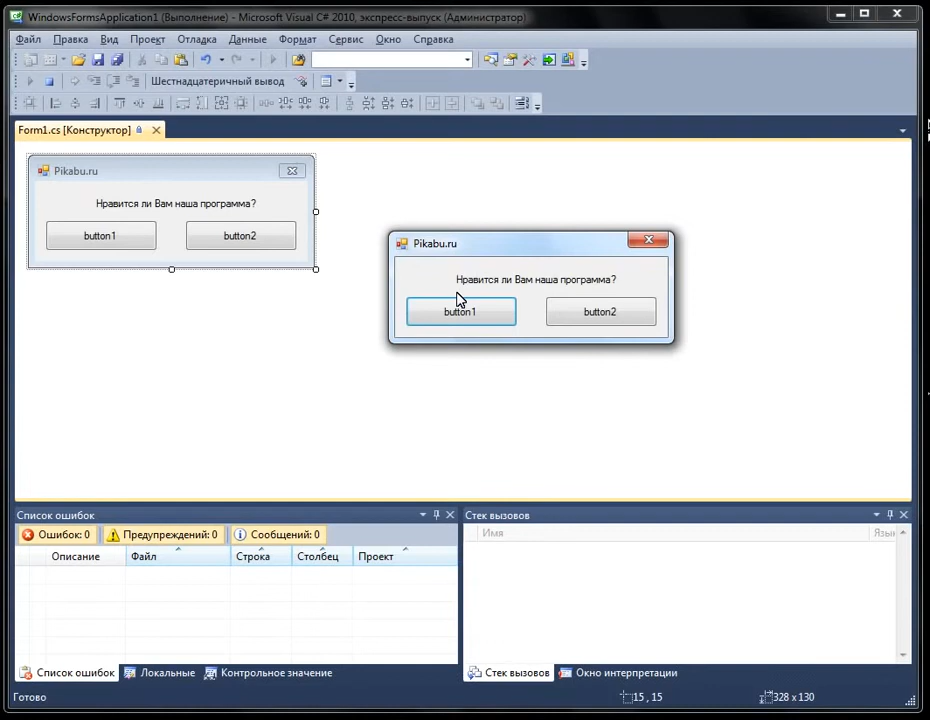 WindowsFormsApplication1 (Выполнение) - Microsoft Visual C# 2010, экспресс-выпуск (Администратор)
Файл Правка Вид Проект Отладка Данные Формат Сервис Окно Справка
Шестнадцатеричный вывод
Form1.cs [Конструктор]
Pikabu.ru
Нравится ли Вам наша программа?
button1 button2
Pikabu.ru
Нравится ли Вам наша программа?
button1 button2
Список ошибок
Ошибок: 0 Предупреждений: 0 Сообщений: 0
Описание Файл Строка Столбец Проект
Стек вызовов
Имя Язык
Список ошибок Локальные Контрольное значение
Стек вызовов Окно интерпретации
Готово 15 , 15 328 x 130